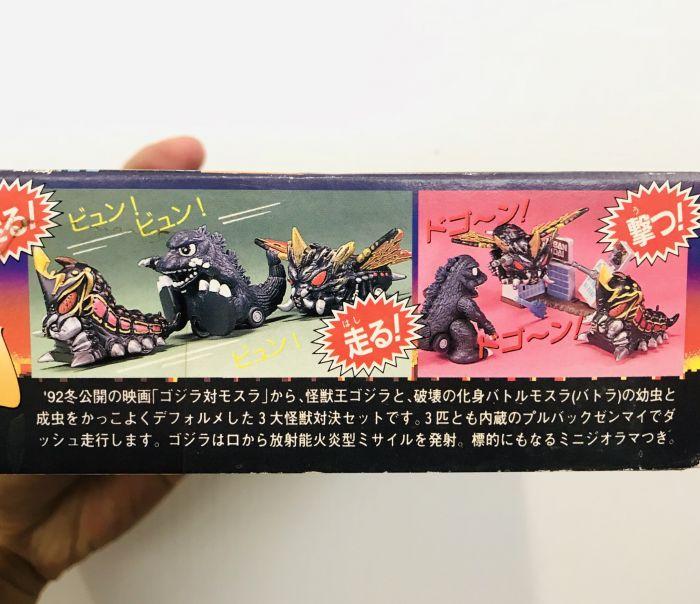 る!
ビュン!
ビュン!
ビュン!
はし
走る!
ドゴ〜ン!
ドゴ〜ン!
う
撃つ!
BAN
DAI
'92冬公開の映画「ゴジラ対モスラ」から、怪獣王ゴジラと、破壊の化身バトルモスラ(バトラ)の幼虫と
成虫をかっこよくデフォルメした3大怪獣対決セットです。3匹とも内蔵のプルバックゼンマイでダ
ッシュ走行します。ゴジラは口から放射能火炎型ミサイルを発射。標的にもなるミニジオラマつき。